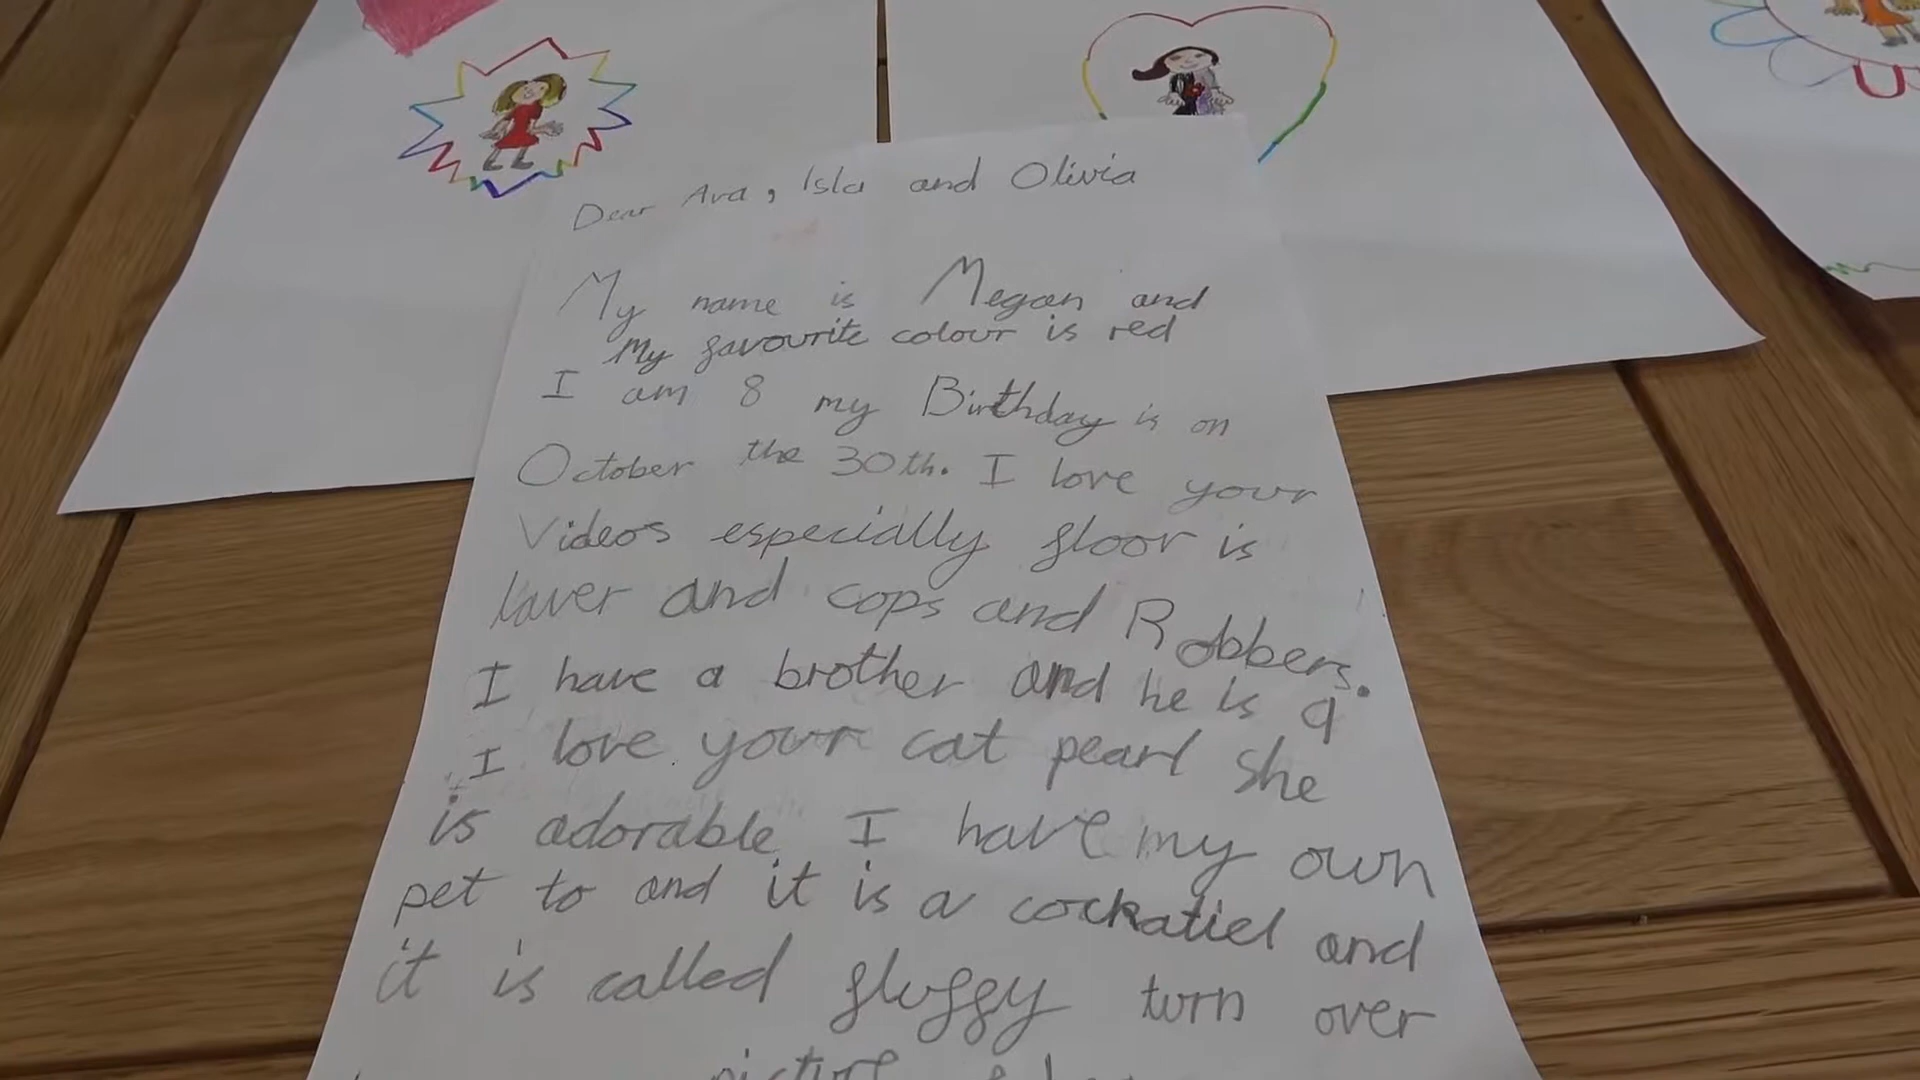 Dear Ava, Isla and Olivia
My name is Megan and
My favourite colour is red
I am 8 my Birthday is on
October the 30th. I love your
Videos especially floor is
laver and cops and Robbers.
I have a brother and he is 9
I love your cat pearl she
is adorable I have my own
pet to and it is a cockatiel and
it is called fluffy turn over
picture